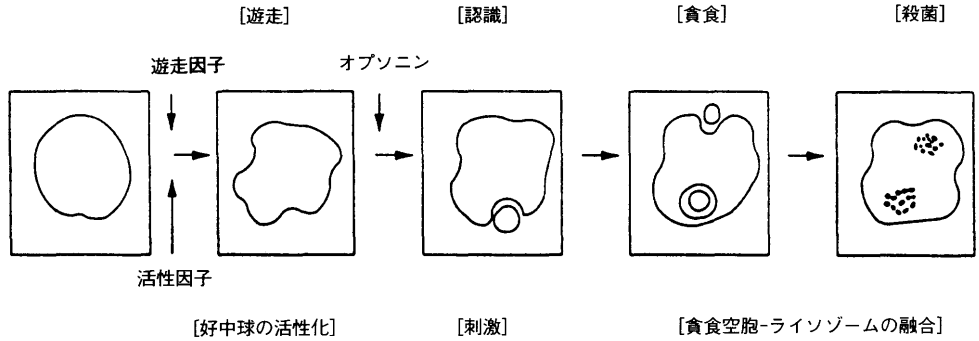 [遊走]
[認識]
[貪食]
[殺菌]
遊走因子
オプソニン
活性因子
[好中球の活性化]
[刺激]
[貪食空胞-ライソゾームの融合]